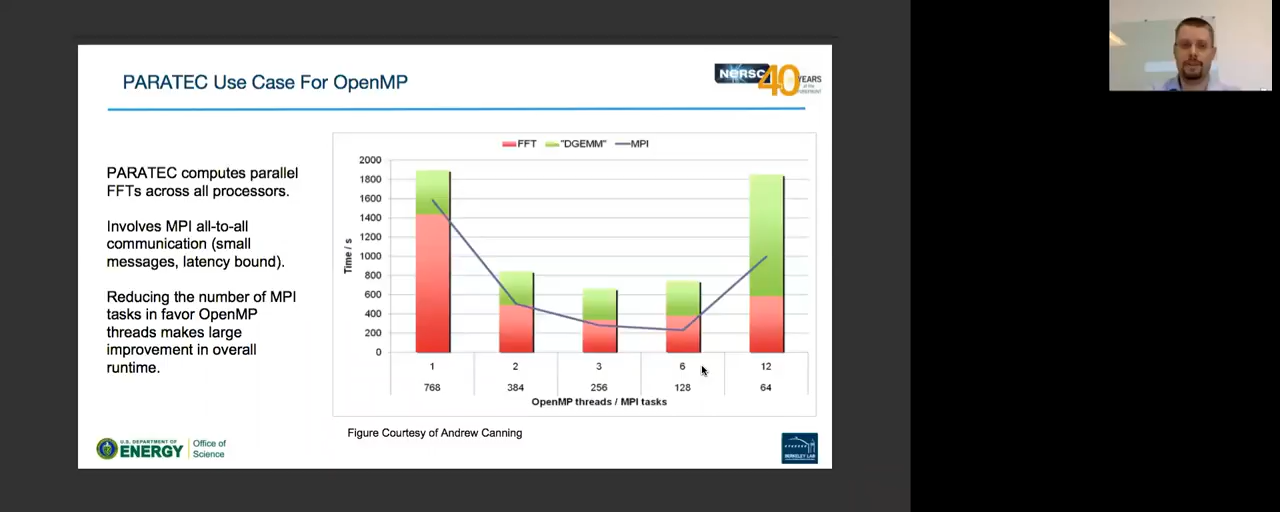 PARATEC Use Case For OpenMP
NERSC 40 YEARS
PARATEC computes parallel
FFTs across all processors.
Involves MPI all-to-all
communication (small
messages, latency bound).
Reducing the number of MPI
tasks in favor OpenMP
threads makes large
improvement in overall
runtime.
FFT "DGEMM" MPI
Time / s
2000
1800
1600
1400
1200
1000
800
600
400
200
0
1 2 3 6 12
768 384 256 128 64
OpenMP threads / MPI tasks
Figure Courtesy of Andrew Canning
U.S. DEPARTMENT OF
ENERGY
Office of
Science
BERKELEY LAB